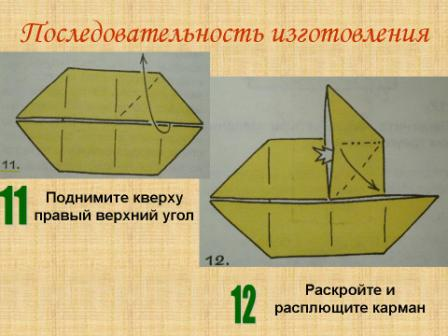 Последовательность изготовления
11.
11 Поднимите кверху
правый верхний угол
12.
12 Раскройте и
расплющите карман